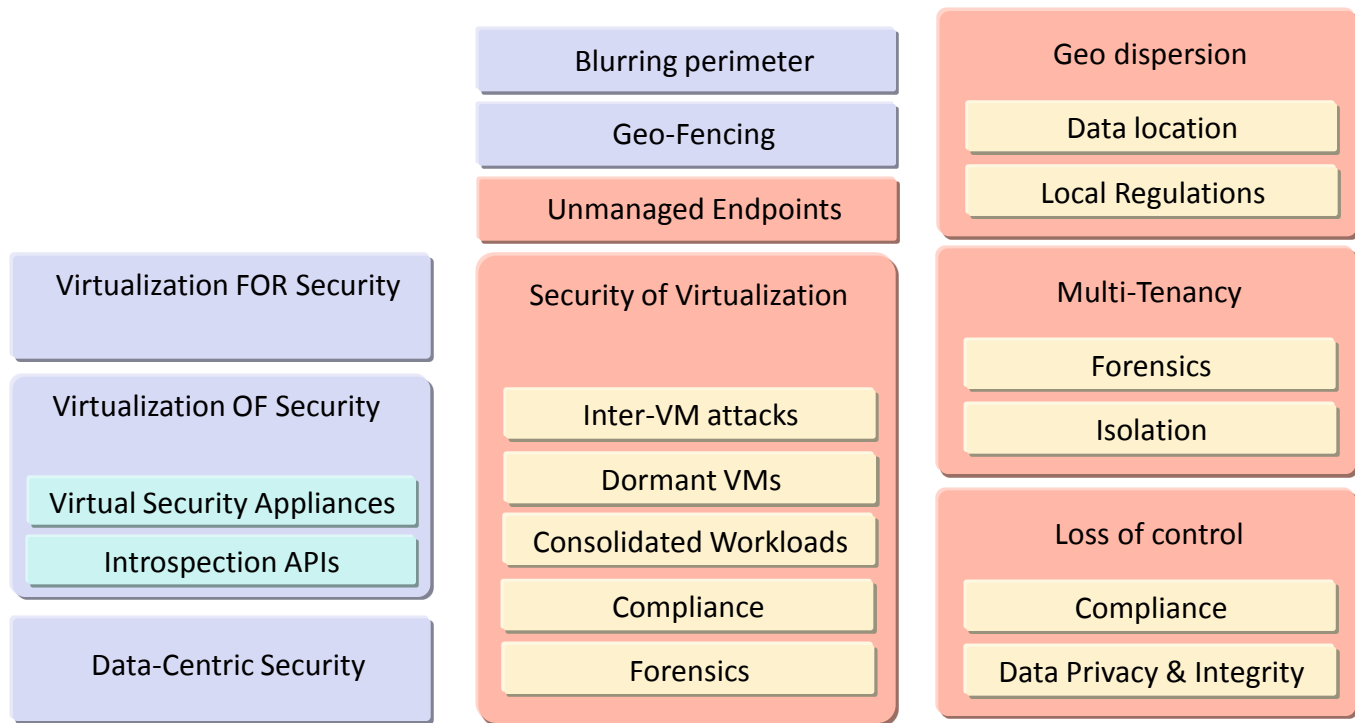 Virtualization FOR Security
Virtualization OF Security
Virtual Security Appliances
Introspection APIs
Data-Centric Security
Blurring perimeter
Geo-Fencing
Unmanaged Endpoints
Security of Virtualization
Inter-VM attacks
Dormant VMs
Consolidated Workloads
Compliance
Forensics
Geo dispersion
Data location
Local Regulations
Multi-Tenancy
Forensics
Isolation
Loss of control
Compliance
Data Privacy & Integrity